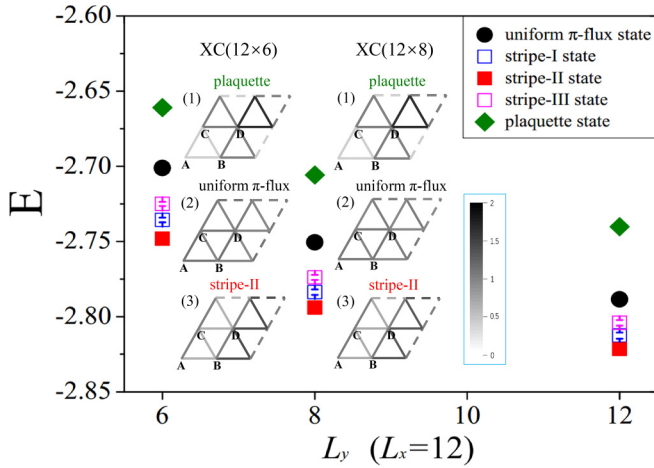 uniform π-flux state
stripe-I state
stripe-II state
stripe-III state
plaquette state
XC(12×6)
XC(12×8)
plaquette
plaquette
(1)
(1)
C
D
C
D
A
B
A
B
uniform π-flux
uniform π-flux
(2)
(2)
C
D
C
D
A
B
A
B
stripe-II
stripe-II
(3)
(3)
C
D
C
D
A
B
A
B
2
1.5
1
0.5
0
E
-2.60
-2.65
-2.70
-2.75
-2.80
-2.85
6
8
10
12
Ly (Lx=12)